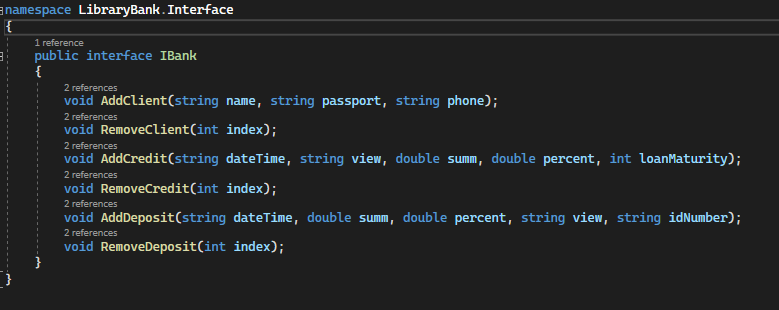 namespace LibraryBank.Interface
{
1 reference
public interface IBank
{
2 references
void AddClient(string name, string passport, string phone);
2 references
void RemoveClient(int index);
2 references
void AddCredit(string dateTime, string view, double summ, double percent, int loanMaturity);
2 references
void RemoveCredit(int index);
2 references
void AddDeposit(string dateTime, double summ, double percent, string view, string idNumber);
2 references
void RemoveDeposit(int index);
}
}